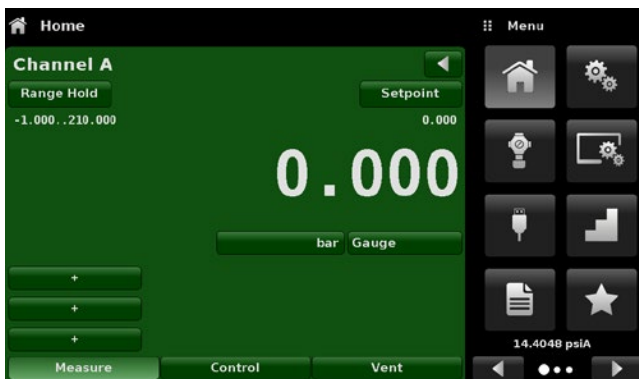 Home
Menu
Channel A
Range Hold
Setpoint
-1.000..210.000
0.000
0.000
bar
Gauge
+
+
+
14.4048 psiA
Measure
Control
Vent